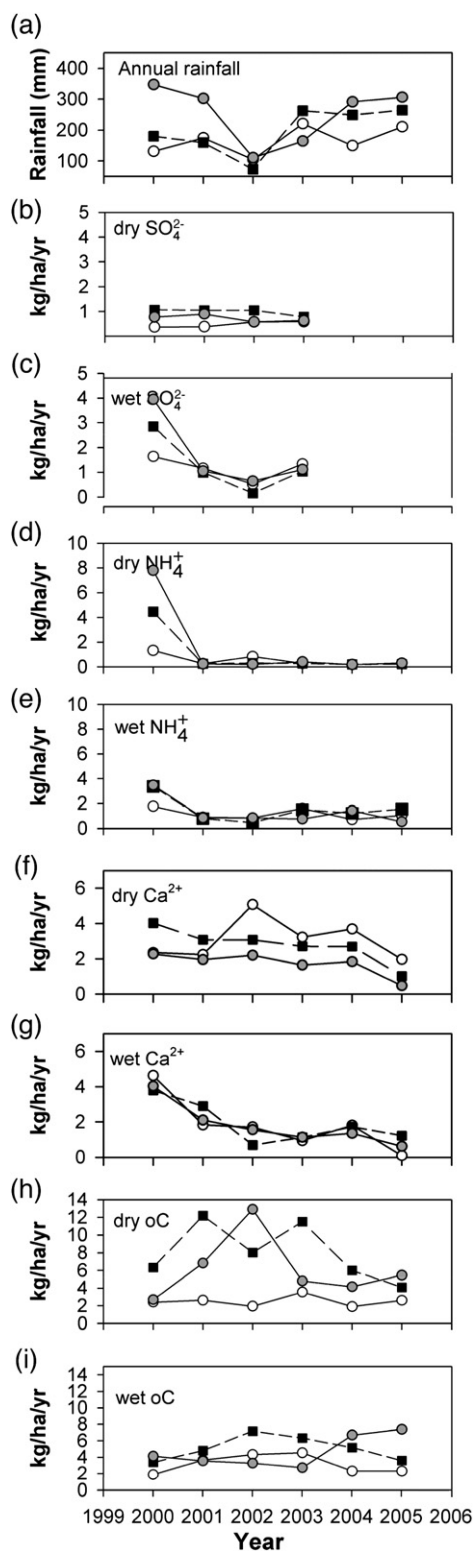 (a)
Annual rainfall
Rainfall (mm)
400
300
200
100
(b)
dry SO₄²⁻
kg/ha/yr
5
4
3
2
1
(c)
wet SO₄²⁻
kg/ha/yr
5
4
3
2
1
0
(d)
dry NH₄⁺
kg/ha/yr
10
8
6
4
2
0
(e)
wet NH₄⁺
kg/ha/yr
10
8
6
4
2
0
(f)
dry Ca²⁺
kg/ha/yr
6
4
2
0
(g)
wet Ca²⁺
kg/ha/yr
6
4
2
0
(h)
dry oC
kg/ha/yr
14
12
10
8
6
4
2
0
(i)
wet oC
kg/ha/yr
14
12
10
8
6
4
2
0
1999 2000 2001 2002 2003 2004 2005 2006
Year